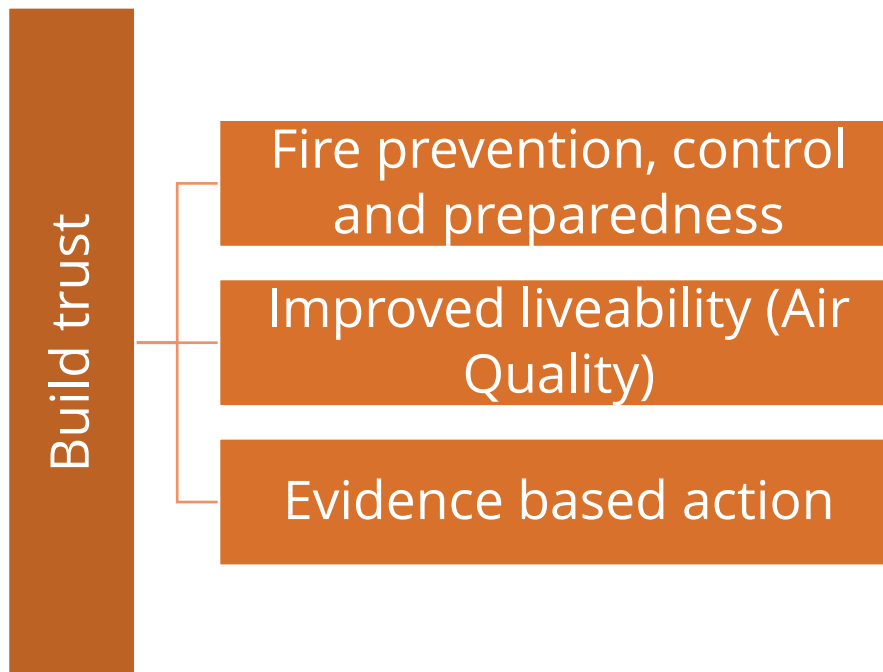 Build trust
Fire prevention, control
and preparedness
Improved liveability (Air
Quality)
Evidence based action